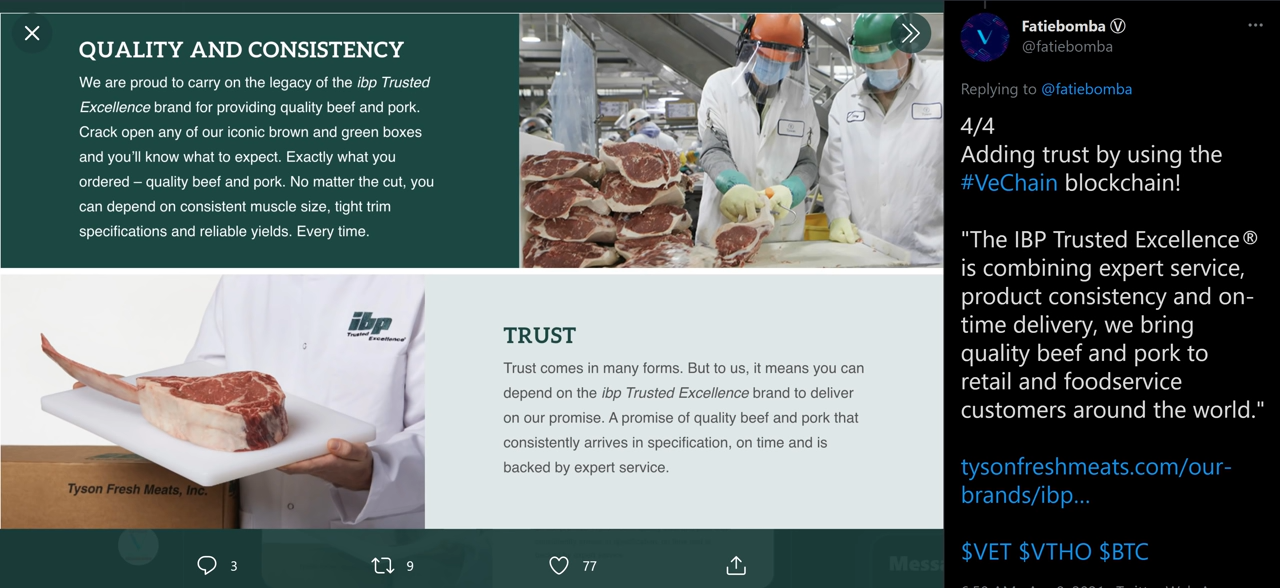 QUALITY AND CONSISTENCY
We are proud to carry on the legacy of the ibp Trusted
Excellence brand for providing quality beef and pork.
Crack open any of our iconic brown and green boxes
and you’ll know what to expect. Exactly what you
ordered – quality beef and pork. No matter the cut, you
can depend on consistent muscle size, tight trim
specifications and reliable yields. Every time.
ibp
Trusted
Excellence
Tyson Fresh Meats, Inc.
TRUST
Trust comes in many forms. But to us, it means you can
depend on the ibp Trusted Excellence brand to deliver
on our promise. A promise of quality beef and pork that
consistently arrives in specification, on time and is
backed by expert service.
3
9
77
Fatiebomba
@fatiebomba
Replying to @fatiebomba
4/4
Adding trust by using the
#VeChain blockchain!
"The IBP Trusted Excellence®
is combining expert service,
product consistency and on-
time delivery, we bring
quality beef and pork to
retail and foodservice
customers around the world."
tysonfreshmeats.com/our-
brands/ibp...
$VET $VTHO $BTC